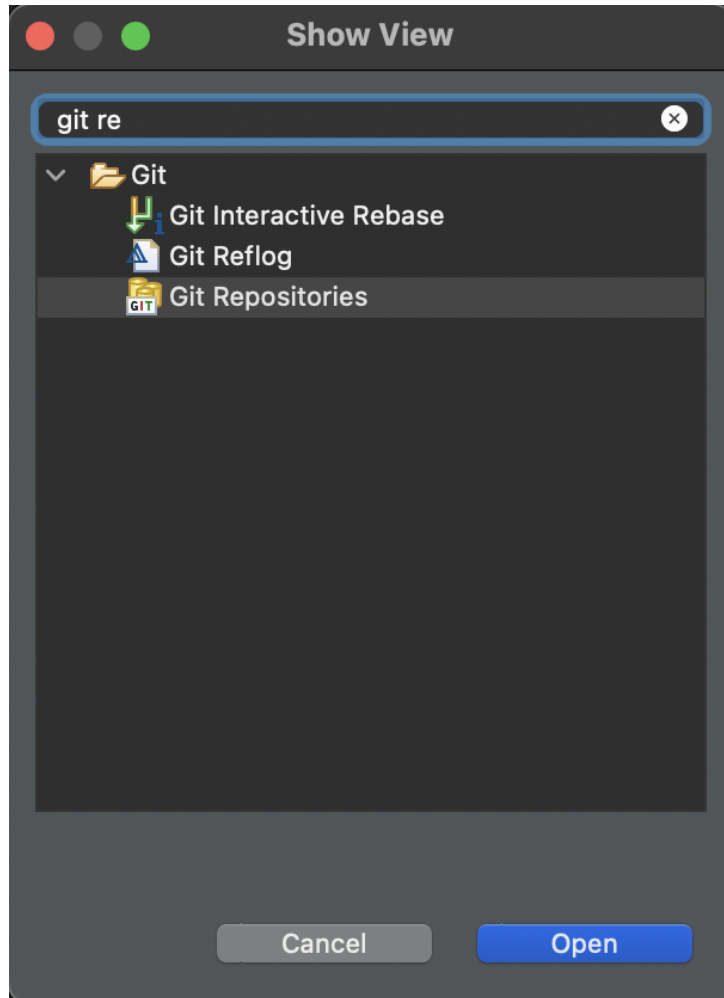 Show View
git re
Git
Git Interactive Rebase
Git Reflog
GIT Git Repositories
Cancel Open